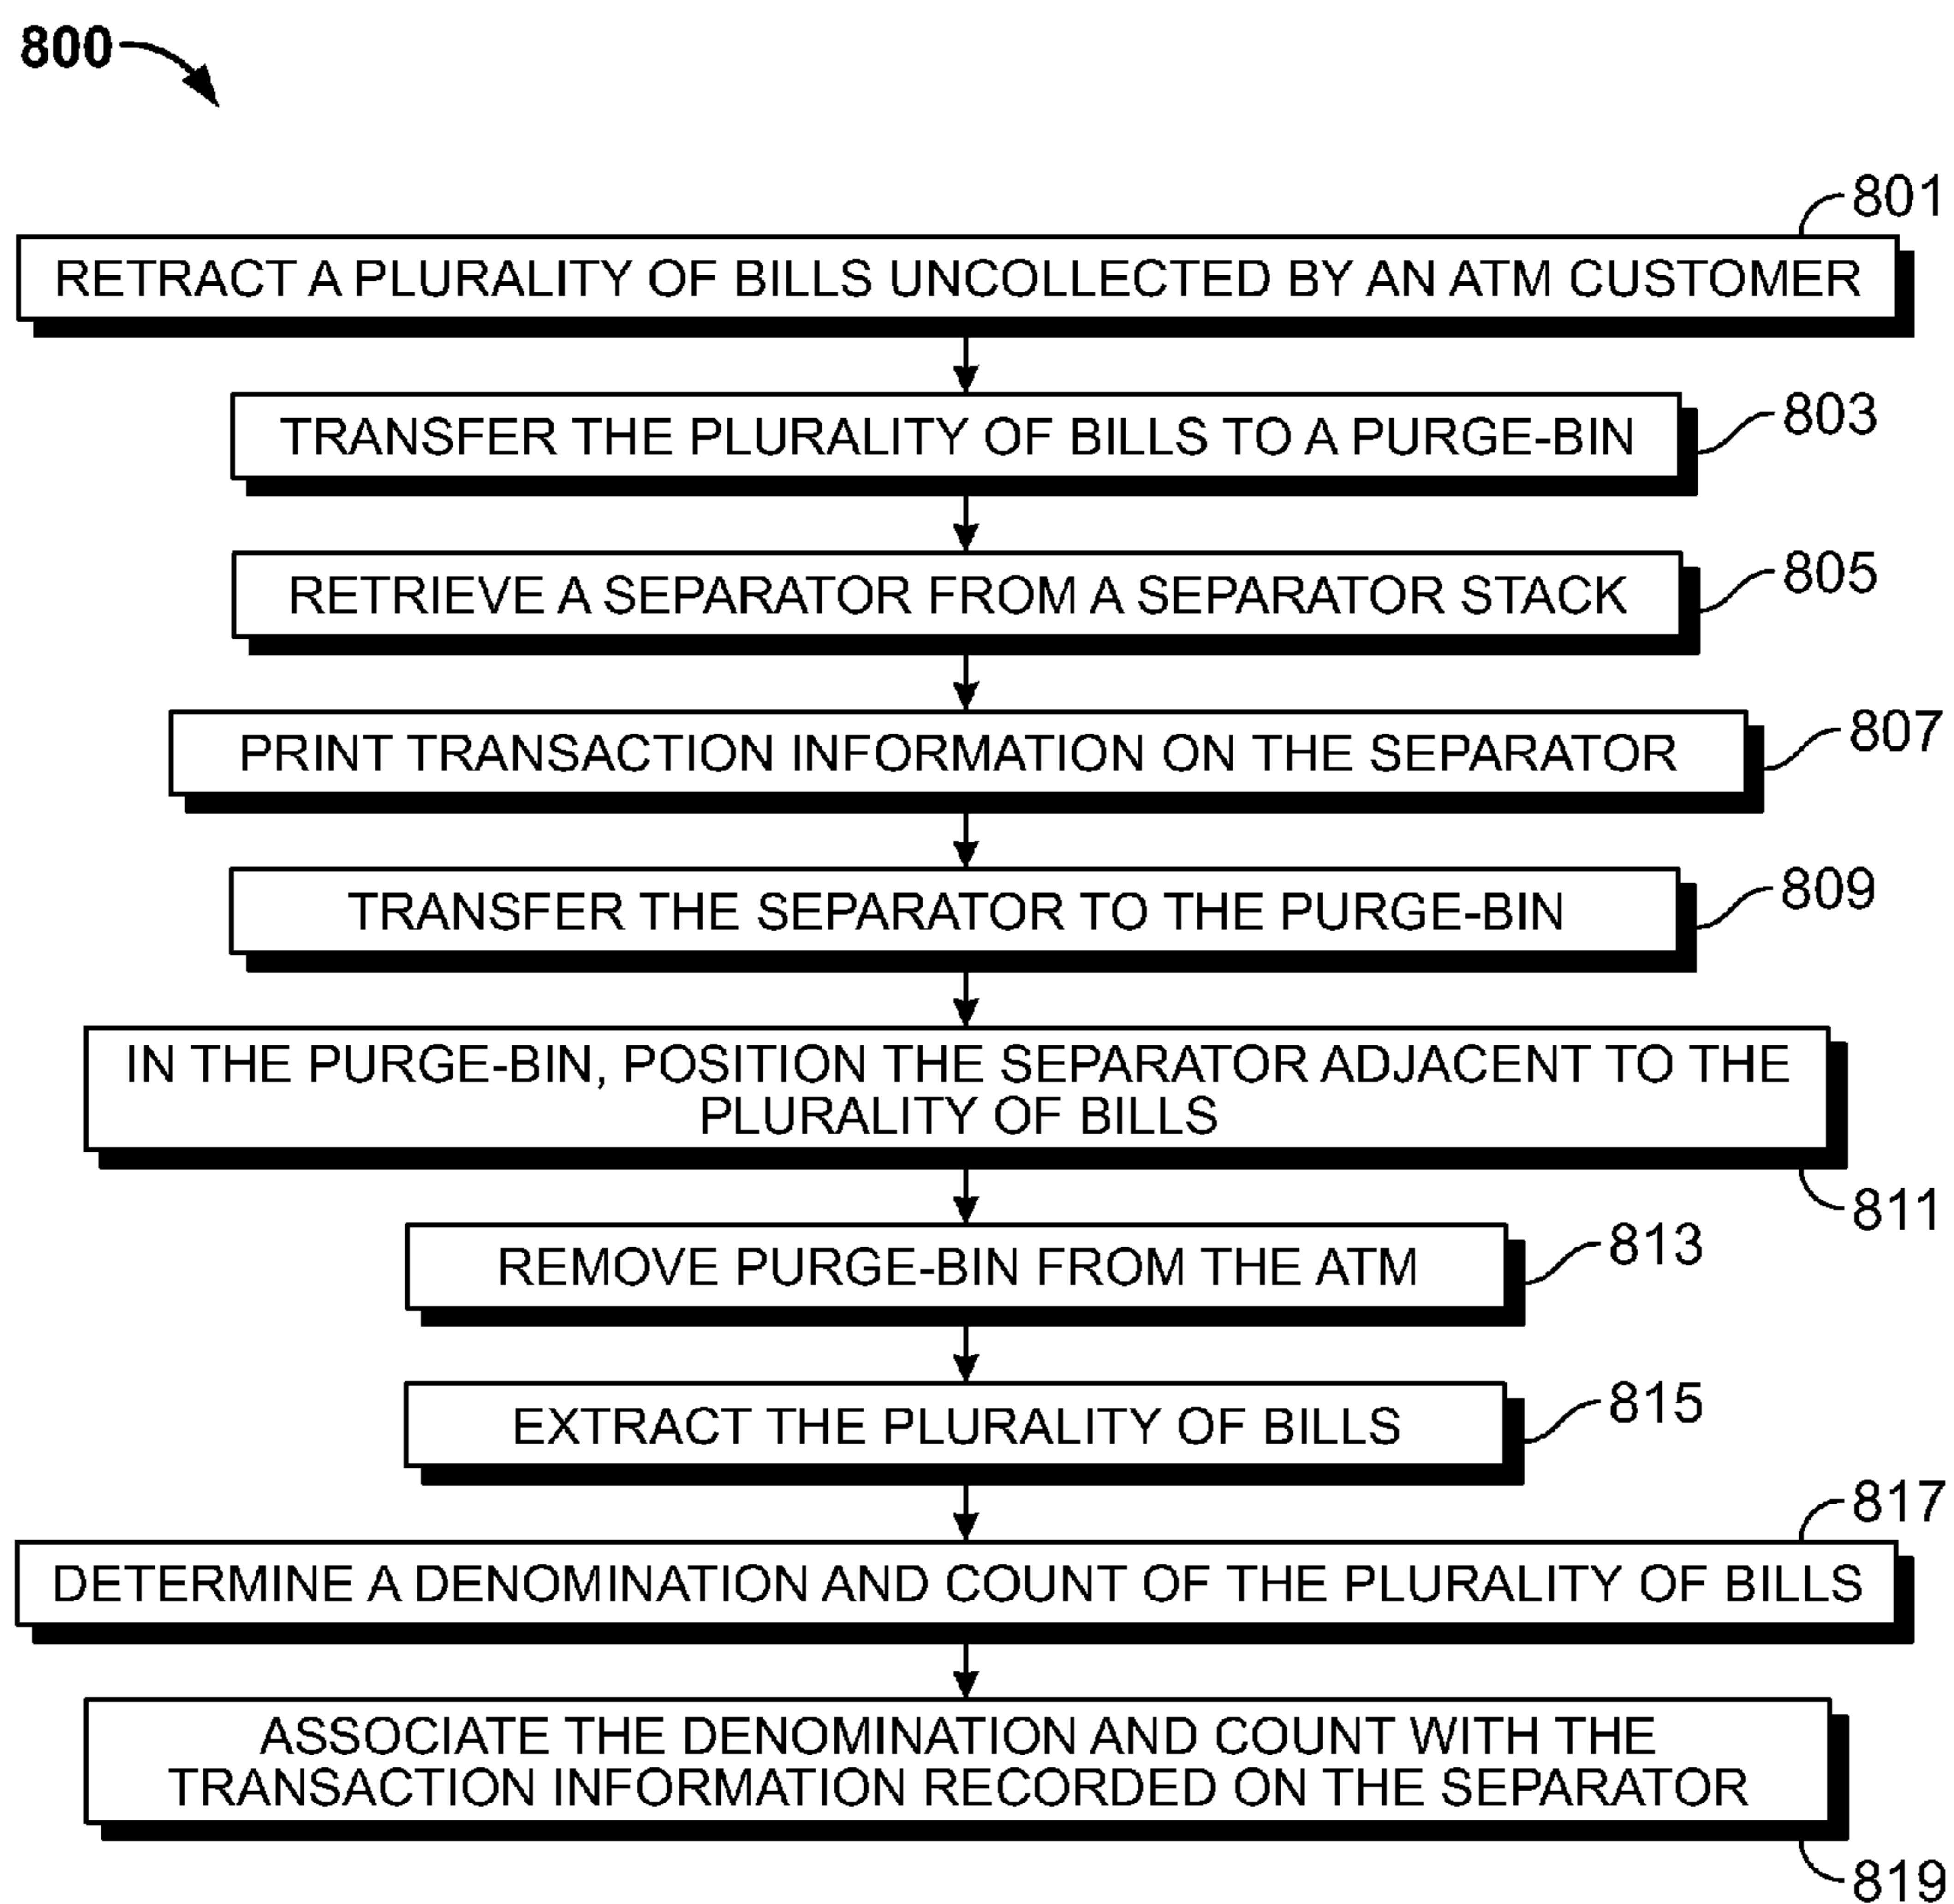 800
801
RETRACT A PLURALITY OF BILLS UNCOLLECTED BY AN ATM CUSTOMER
803
TRANSFER THE PLURALITY OF BILLS TO A PURGE-BIN
805
RETRIEVE A SEPARATOR FROM A SEPARATOR STACK
807
PRINT TRANSACTION INFORMATION ON THE SEPARATOR
809
TRANSFER THE SEPARATOR TO THE PURGE-BIN
IN THE PURGE-BIN, POSITION THE SEPARATOR ADJACENT TO THE
PLURALITY OF BILLS
811
813
REMOVE PURGE-BIN FROM THE ATM
815
EXTRACT THE PLURALITY OF BILLS
817
DETERMINE A DENOMINATION AND COUNT OF THE PLURALITY OF BILLS
ASSOCIATE THE DENOMINATION AND COUNT WITH THE
TRANSACTION INFORMATION RECORDED ON THE SEPARATOR
819